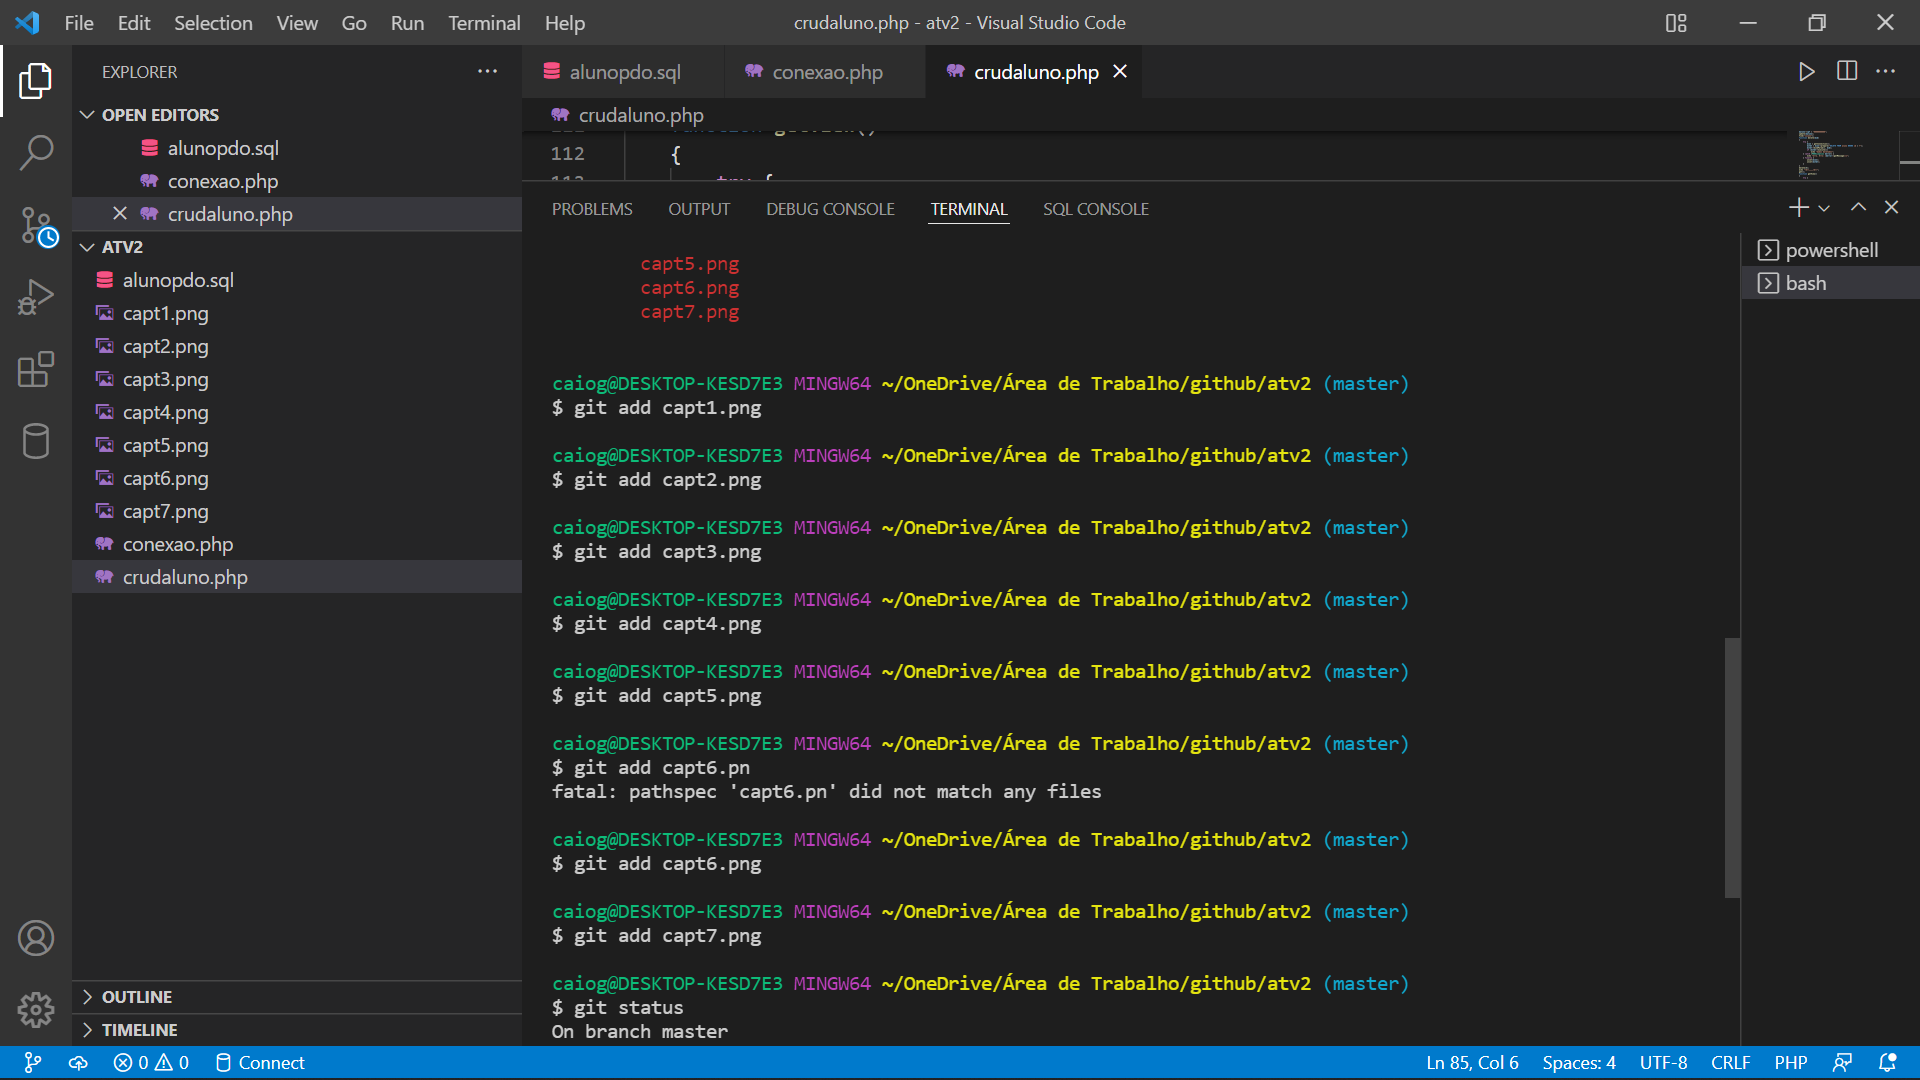 File Edit Selection View Go Run Terminal Help
crudaluno.php - atv2 - Visual Studio Code
EXPLORER
OPEN EDITORS
alunopdo.sql
conexao.php
crudaluno.php
ATV2
alunopdo.sql
capt1.png
capt2.png
capt3.png
capt4.png
capt5.png
capt6.png
capt7.png
conexao.php
crudaluno.php
OUTLINE
TIMELINE
alunopdo.sql conexao.php crudaluno.php
crudaluno.php
112 {
113 try {
PROBLEMS OUTPUT DEBUG CONSOLE TERMINAL SQL CONSOLE
powershell
bash
capt5.png
capt6.png
capt7.png
caiog@DESKTOP-KESD7E3 MINGW64 ~/OneDrive/Área de Trabalho/github/atv2 (master)
$ git add capt1.png
caiog@DESKTOP-KESD7E3 MINGW64 ~/OneDrive/Área de Trabalho/github/atv2 (master)
$ git add capt2.png
caiog@DESKTOP-KESD7E3 MINGW64 ~/OneDrive/Área de Trabalho/github/atv2 (master)
$ git add capt3.png
caiog@DESKTOP-KESD7E3 MINGW64 ~/OneDrive/Área de Trabalho/github/atv2 (master)
$ git add capt4.png
caiog@DESKTOP-KESD7E3 MINGW64 ~/OneDrive/Área de Trabalho/github/atv2 (master)
$ git add capt5.png
caiog@DESKTOP-KESD7E3 MINGW64 ~/OneDrive/Área de Trabalho/github/atv2 (master)
$ git add capt6.pn
fatal: pathspec 'capt6.pn' did not match any files
caiog@DESKTOP-KESD7E3 MINGW64 ~/OneDrive/Área de Trabalho/github/atv2 (master)
$ git add capt6.png
caiog@DESKTOP-KESD7E3 MINGW64 ~/OneDrive/Área de Trabalho/github/atv2 (master)
$ git add capt7.png
caiog@DESKTOP-KESD7E3 MINGW64 ~/OneDrive/Área de Trabalho/github/atv2 (master)
$ git status
On branch master
0 0 Connect
Ln 85, Col 6 Spaces: 4 UTF-8 CRLF PHP